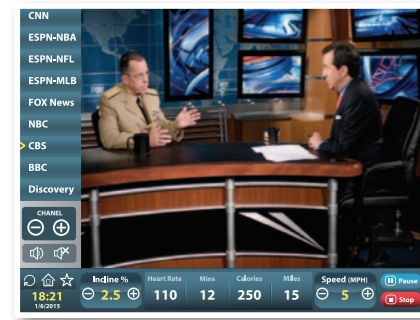 CNN
ESPN-NBA
ESPN-NFL
ESPN-MLB
FOX News
NBC
CBS
BBC
Discovery
CHANEL
Incline % Heart Rate Mins Calories Miles Speed (MPH) Pause
18:21 2.5 110 12 250 15 5 Stop
1/6/2015